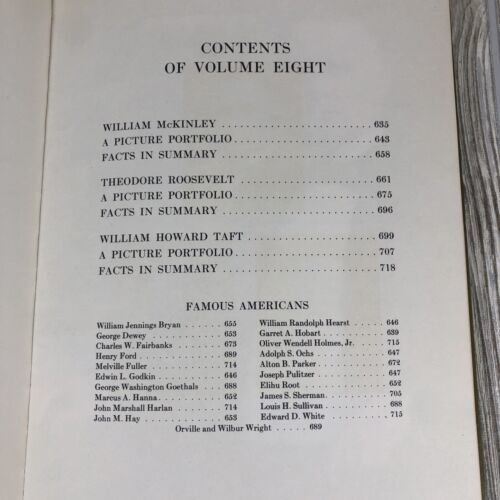 CONTENTS
OF VOLUME EIGHT
WILLIAM McKINLEY . . . . . . . . . . . . . . . . . . . . . . . 635
A PICTURE PORTFOLIO . . . . . . . . . . . . . . . . . . . . . 643
FACTS IN SUMMARY . . . . . . . . . . . . . . . . . . . . . . . 658
THEODORE ROOSEVELT . . . . . . . . . . . . . . . . . . . . . 661
A PICTURE PORTFOLIO . . . . . . . . . . . . . . . . . . . . . 675
FACTS IN SUMMARY . . . . . . . . . . . . . . . . . . . . . . . 696
WILLIAM HOWARD TAFT . . . . . . . . . . . . . . . . . . . . 699
A PICTURE PORTFOLIO . . . . . . . . . . . . . . . . . . . . . 707
FACTS IN SUMMARY . . . . . . . . . . . . . . . . . . . . . . . 718
FAMOUS AMERICANS
William Jennings Bryan . . . . . . 655
George Dewey . . . . . . . . 653
Charles W. Fairbanks . . . . . . 673
Henry Ford . . . . . . . . . 689
Melville Fuller . . . . . . . . 714
Edwin L. Godkin . . . . . . . 646
George Washington Goethals . . . 688
Marcus A. Hanna . . . . . . . 652
John Marshall Harlan . . . . . . 714
John M. Hay . . . . . . . . 653
William Randolph Hearst . . . . . 646
Garret A. Hobart . . . . . . . 639
Oliver Wendell Holmes, Jr. . . . . 715
Adolph S. Ochs . . . . . . . 647
Alton B. Parker . . . . . . . 672
Joseph Pulitzer . . . . . . . . 647
Elihu Root . . . . . . . . . 652
James S. Sherman . . . . . . . 705
Louis H. Sullivan . . . . . . . 688
Edward D. White . . . . . . . 715
Orville and Wilbur Wright . . . . . 689